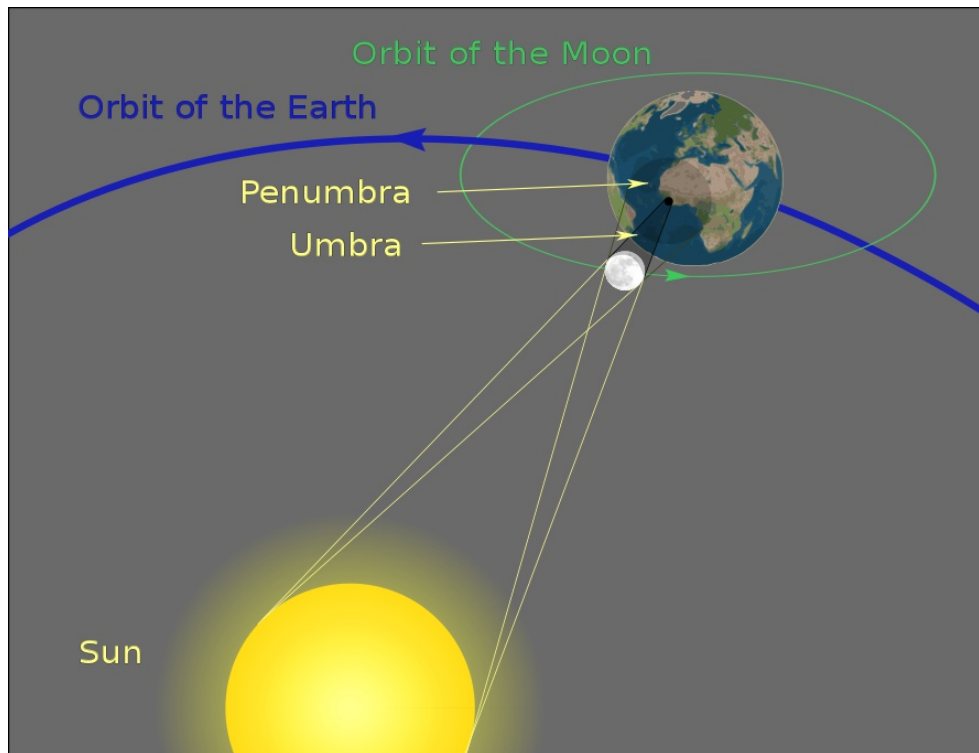 Orbit of the Moon
Orbit of the Earth
Penumbra
Umbra
Sun